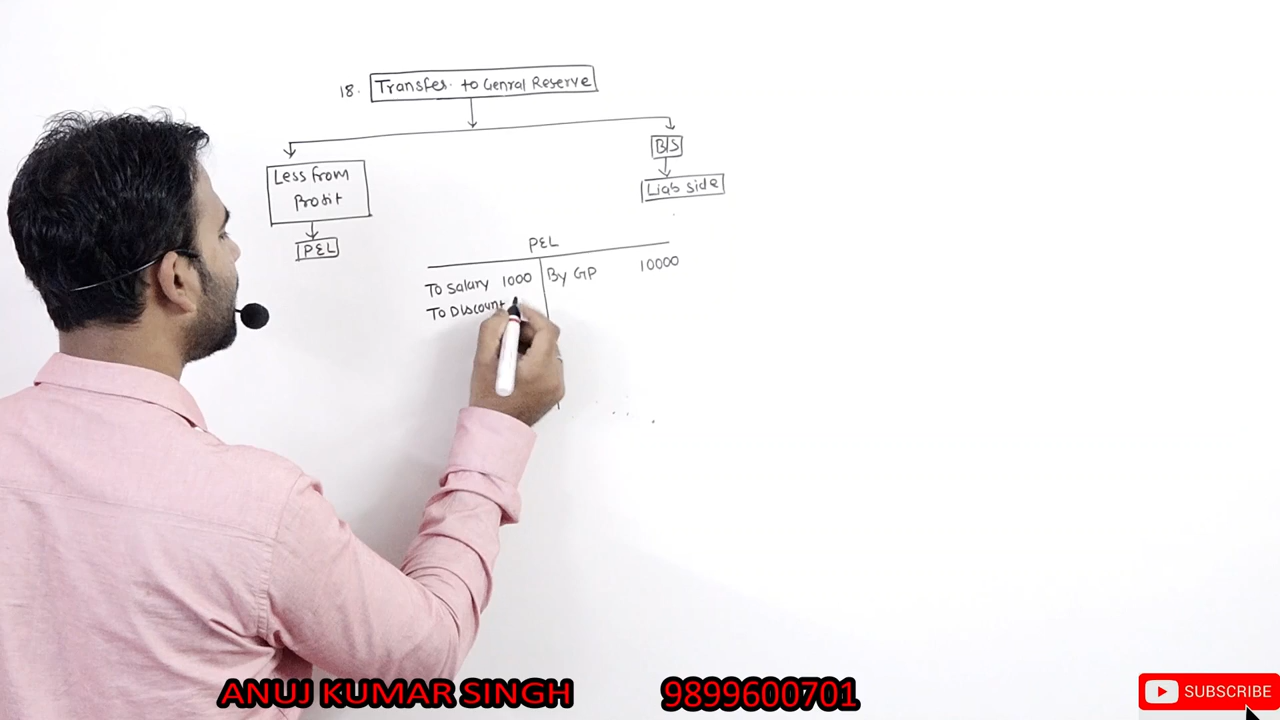 18. Transfer to Genral Reserve
B/S
Less from
Profit
Liab side
P&L
P&L
To Salary 1000 By GP 10000
To Discount
ANUJ KUMAR SINGH 9899600701
SUBSCRIBE